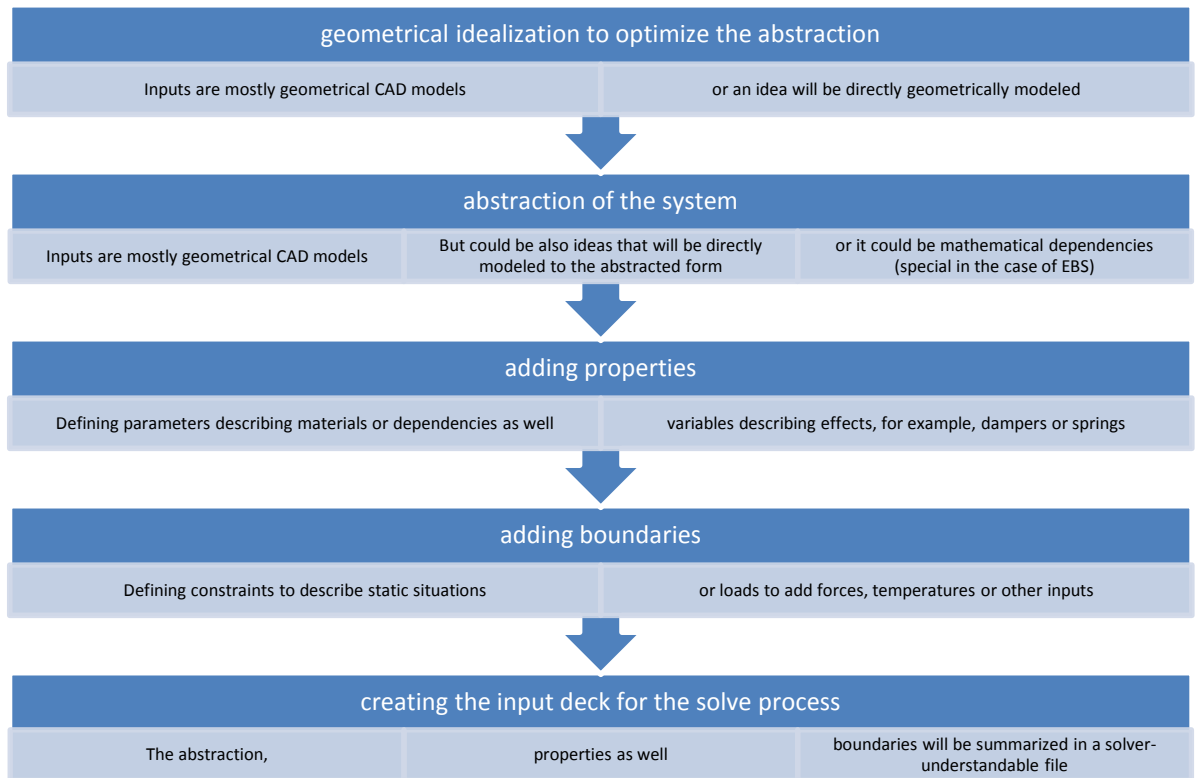 geometrical idealization to optimize the abstraction
Inputs are mostly geometrical CAD models
or an idea will be directly geometrically modeled
abstraction of the system
Inputs are mostly geometrical CAD models
But could be also ideas that will be directly
modeled to the abstracted form
or it could be mathematical dependencies
(special in the case of EBS)
adding properties
Defining parameters describing materials or dependencies as well
variables describing effects, for example, dampers or springs
adding boundaries
Defining constraints to describe static situations
or loads to add forces, temperatures or other inputs
creating the input deck for the solve process
The abstraction,
properties as well
boundaries will be summarized in a solver-
understandable file